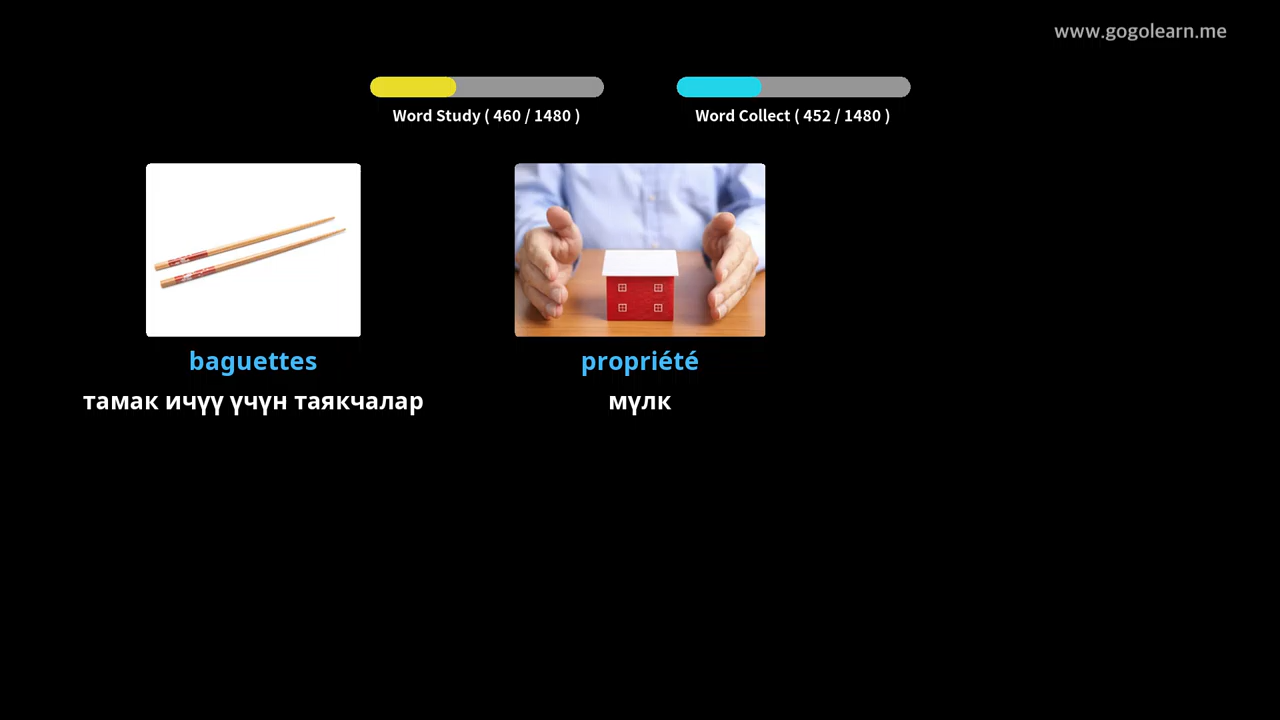 www.gogolearn.me
Word Study ( 460 / 1480 )
Word Collect ( 452 / 1480 )
baguettes
тамак ичүү үчүн таякчалар
propriété
мүлк